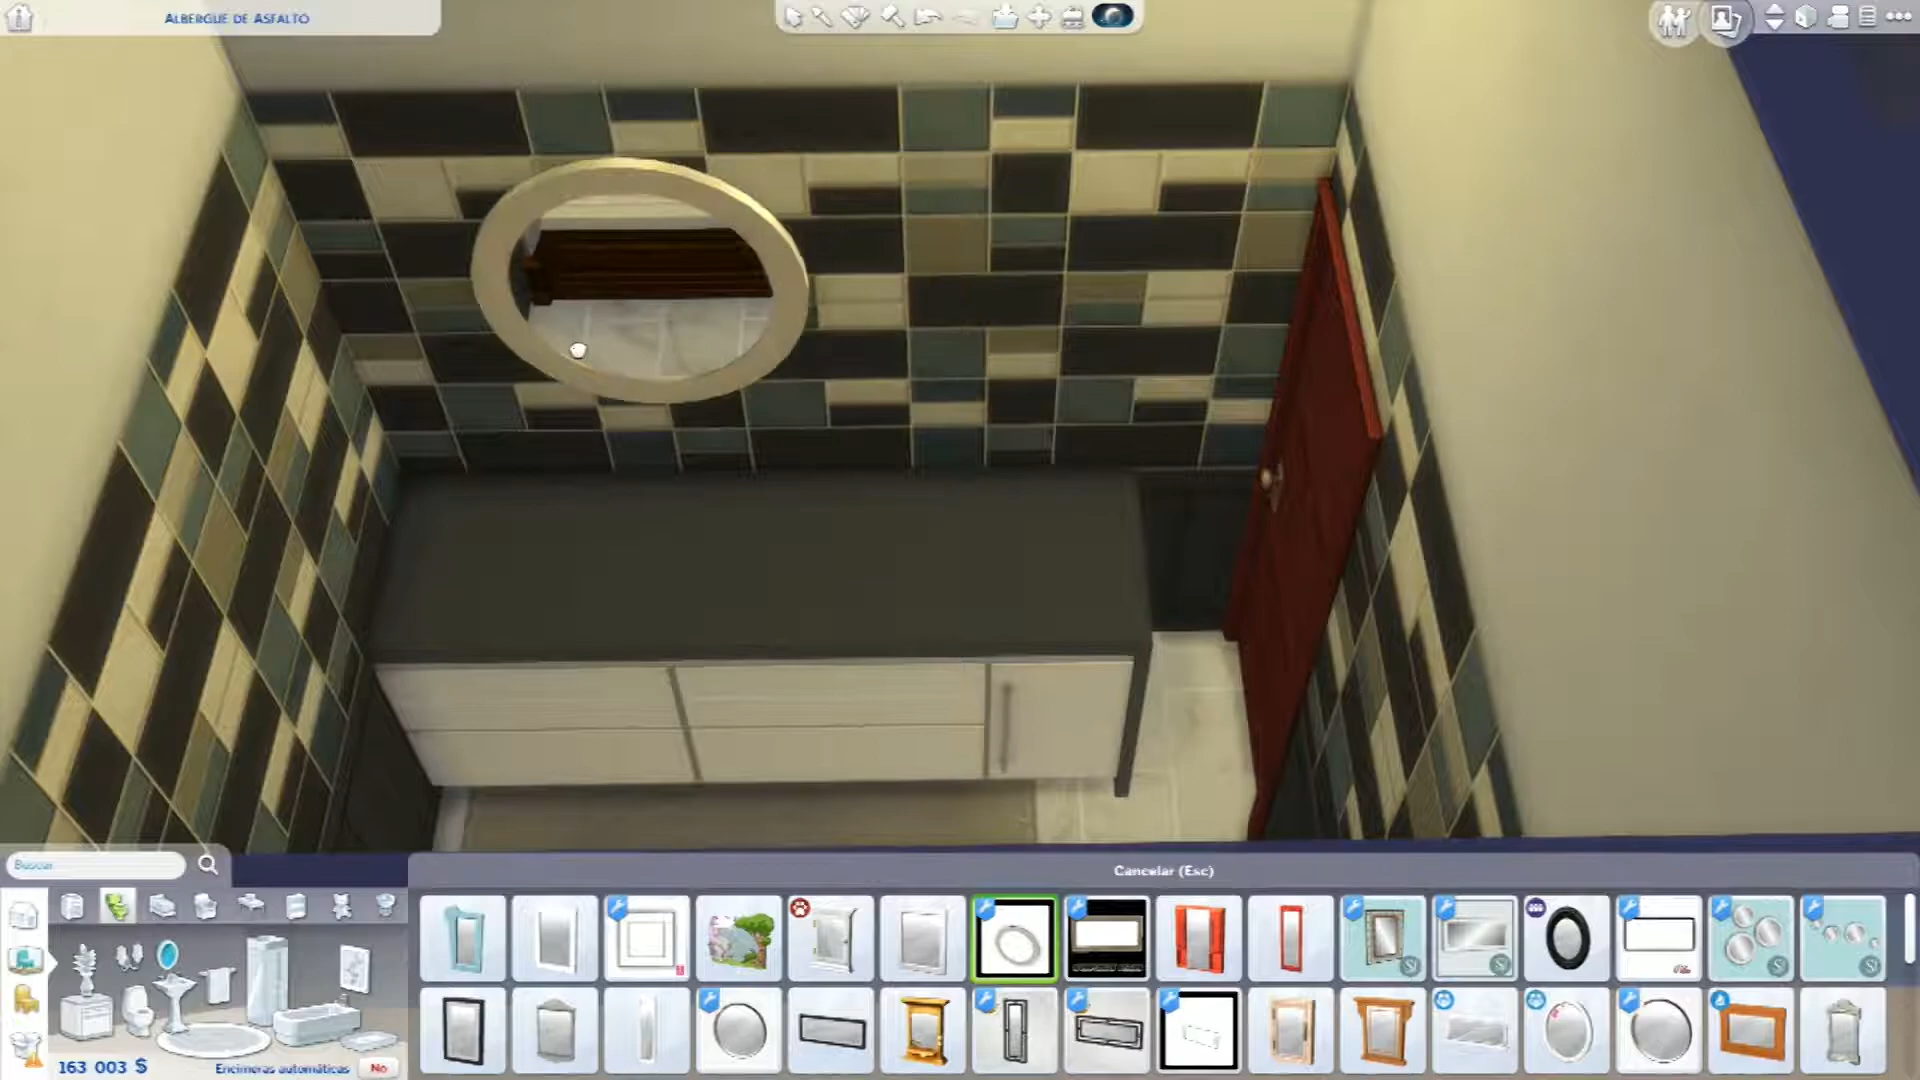 ALBERGUE DE ASFALTO
Cancelar (Esc)
Buscar
163 003 $
Encimeras automáticas
No